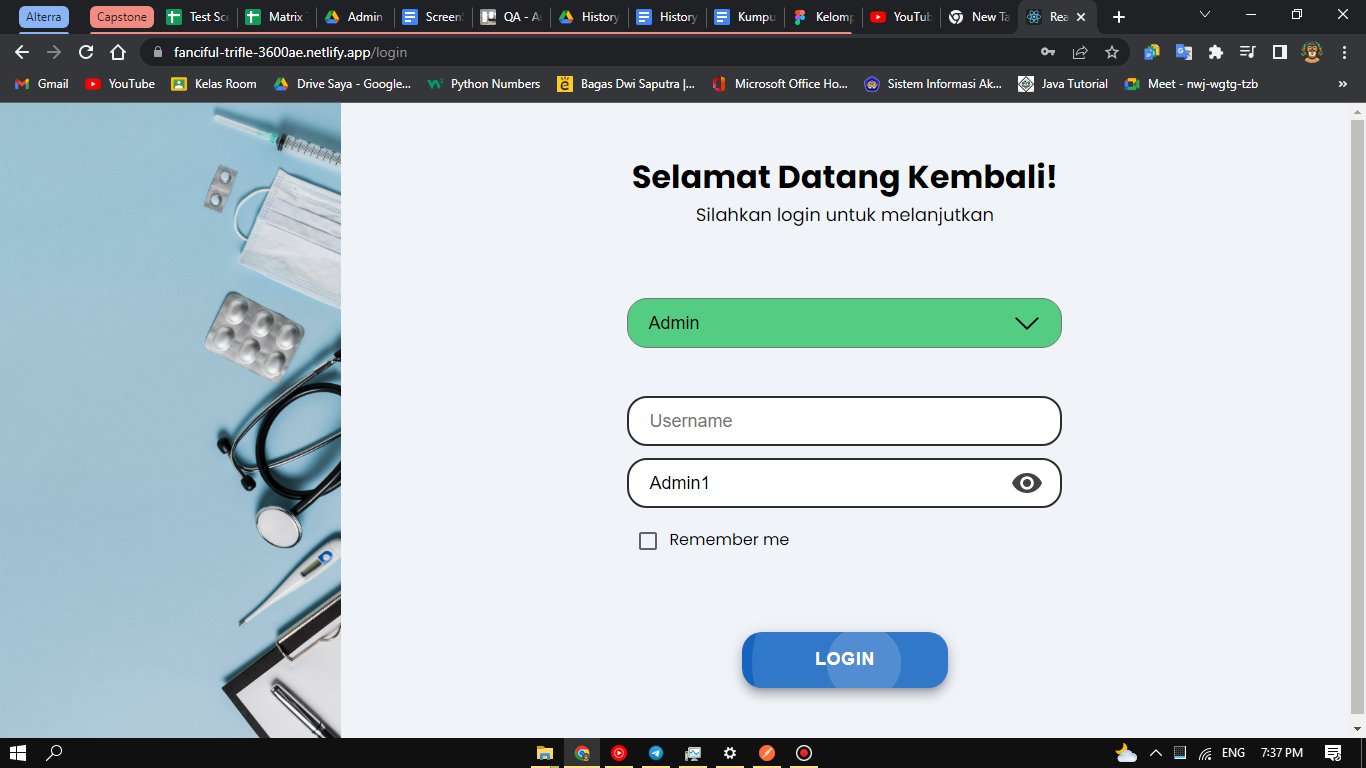 Alterra
Capstone
Test Sce
Matrix
Admin
Screen
QA - A
History
History
Kumpu
Kelomp
YouTub
New Ta
Rea
fanciful-trifle-3600ae.netlify.app/login
Gmail
YouTube
Kelas Room
Drive Saya - Google...
Python Numbers
Bagas Dwi Saputra |...
Microsoft Office Ho...
Sistem Informasi Ak...
Java Tutorial
Meet - nwj-wgtg-tzb
»
Selamat Datang Kembali!
Silahkan login untuk melanjutkan
Admin
Username
Admin1
Remember me
LOGIN
ENG
7:37 PM